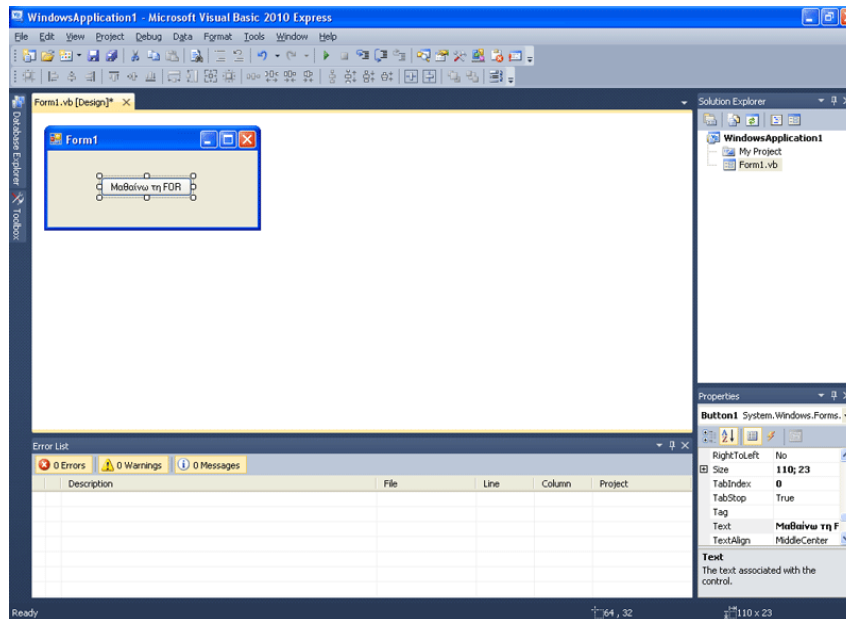 WindowsApplication1 - Microsoft Visual Basic 2010 Express
File Edit View Project Debug Data Format Tools Window Help
Form1.vb [Design]*
Database Explorer
Toolbox
Form1
Μαθαίνω τη FOR
Solution Explorer
WindowsApplication1
My Project
Form1.vb
Properties
Button1 System.Windows.Forms.
RightToLeft No
Size 110; 23
TabIndex 0
TabStop True
Tag
Text Μαθαίνω τη F
TextAlign MiddleCenter
Text
The text associated with the
control.
Error List
0 Errors 0 Warnings 0 Messages
Description File Line Column Project
Ready 64 , 32 110 x 23